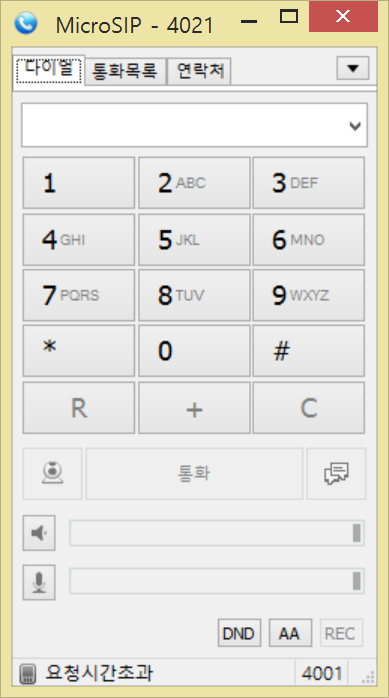 MicroSIP - 4021
다이얼 통화목록 연락처
1 2 ABC 3 DEF
4 GHI 5 JKL 6 MNO
7 PQRS 8 TUV 9 WXYZ
* 0 #
R + C
통화
DND AA REC
요청시간초과 4001